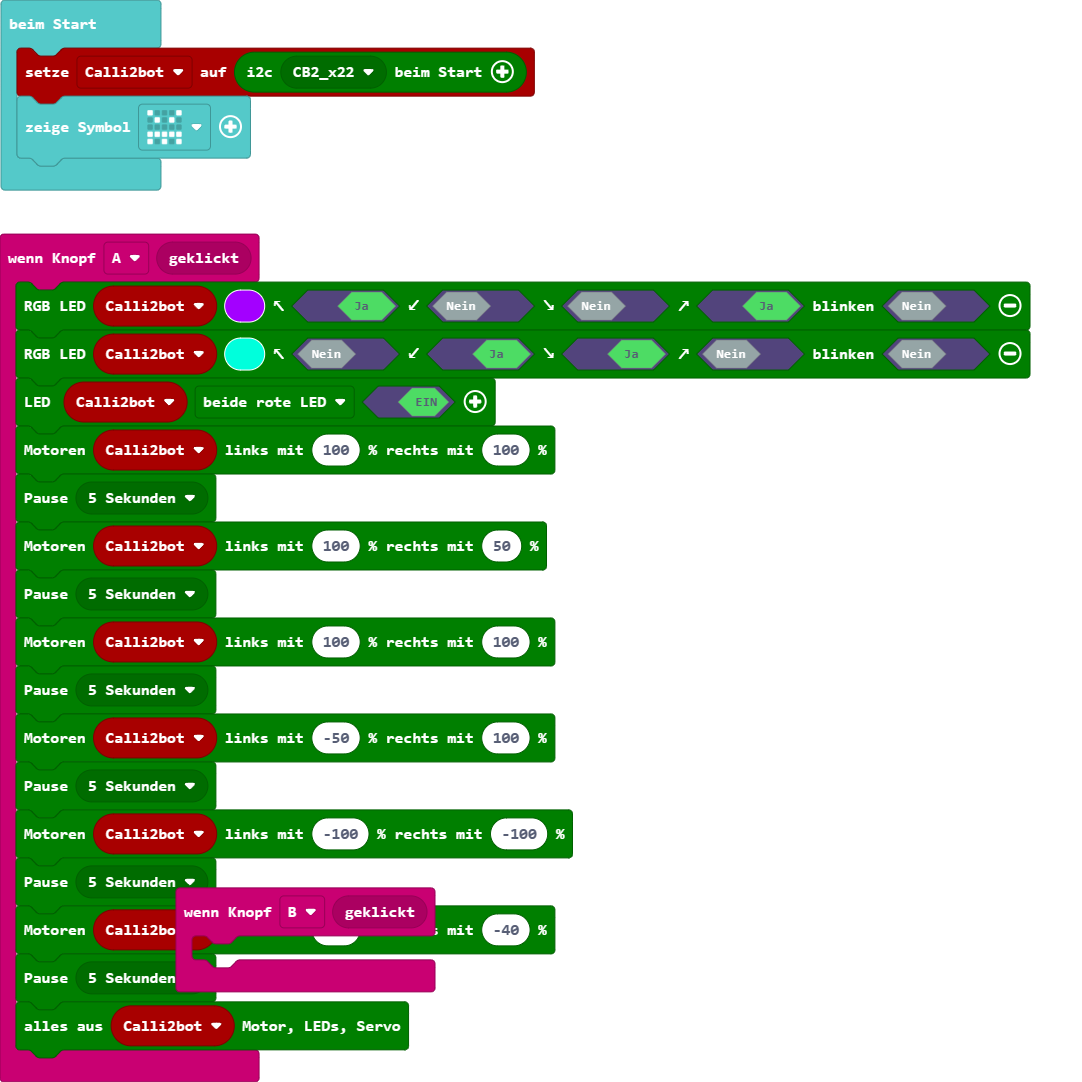 beim Start
setze Calli2bot auf i2c CB2_x22 beim Start
zeige Symbol
wenn Knopf A geklickt
RGB LED Calli2bot Ja Nein Nein Ja blinken Nein
RGB LED Calli2bot Nein Ja Ja Nein blinken Nein
LED Calli2bot beide rote LED EIN
Motoren Calli2bot links mit 100 % rechts mit 100 %
Pause 5 Sekunden
Motoren Calli2bot links mit 100 % rechts mit 50 %
Pause 5 Sekunden
Motoren Calli2bot links mit 100 % rechts mit 100 %
Pause 5 Sekunden
Motoren Calli2bot links mit -50 % rechts mit 100 %
Pause 5 Sekunden
Motoren Calli2bot links mit -100 % rechts mit -100 %
Pause 5 Sekunden
wenn Knopf B geklickt
Motoren mit -40 %
Pause 5 Sekunden
alles aus Calli2bot Motor, LEDs, Servo